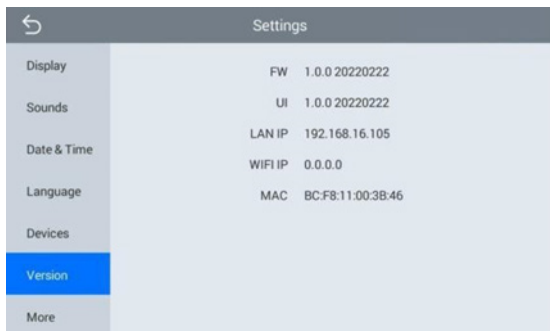 Settings
Display
Sounds
Date & Time
Language
Devices
Version
More
FW 1.0.0 20220222
UI 1.0.0 20220222
LAN IP 192.168.16.105
WIFI IP 0.0.0.0
MAC BC:F8:11:00:3B:46